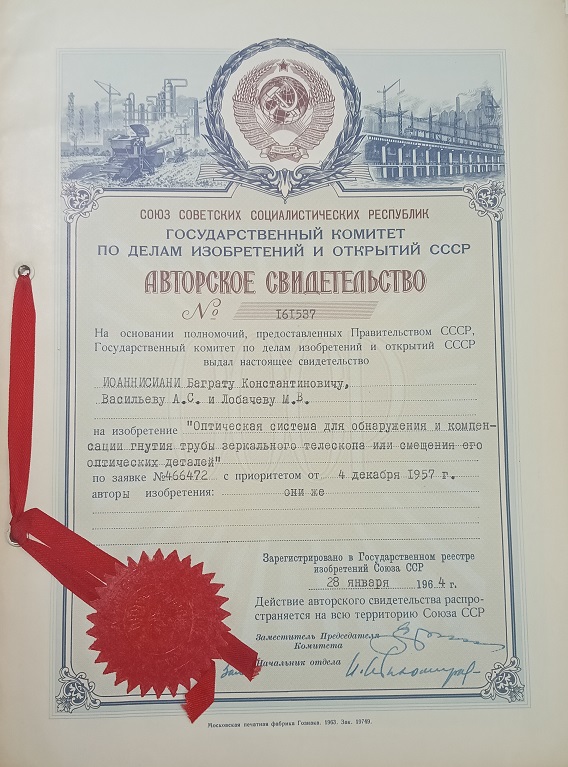 СОЮЗ СОВЕТСКИХ СОЦИАЛИСТИЧЕСКИХ РЕСПУБЛИК
ГОСУДАРСТВЕННЫЙ КОМИТЕТ
ПО ДЕЛАМ ИЗОБРЕТЕНИЙ И ОТКРЫТИЙ СССР
АВТОРСКОЕ СВИДЕТЕЛЬСТВО
№ 161537
На основании полномочий, предоставленных Правительством СССР,
Государственный комитет по делам изобретений и открытий СССР
выдал настоящее свидетельство
ИОАННИСИАНИ Баграту Константиновичу,
Васильеву А.С. и Лобачеву М.В.
на изобретение "Оптическая система для обнаружения и компен-
сации гнутия трубы зеркального телескопа или смещения его
оптических деталей"
по заявке №466472 с приоритетом от 4 декабря 1957 г.
авторы изобретения: они же
Зарегистрировано в Государственном реестре
изобретений Союза ССР
28 января 1964 г.
Действие авторского свидетельства распро-
страняется на всю территорию Союза ССР
Заместитель Председателя
Комитета
Начальник отдела
Московская печатная фабрика Гознака. 1963. Зак. 13749.